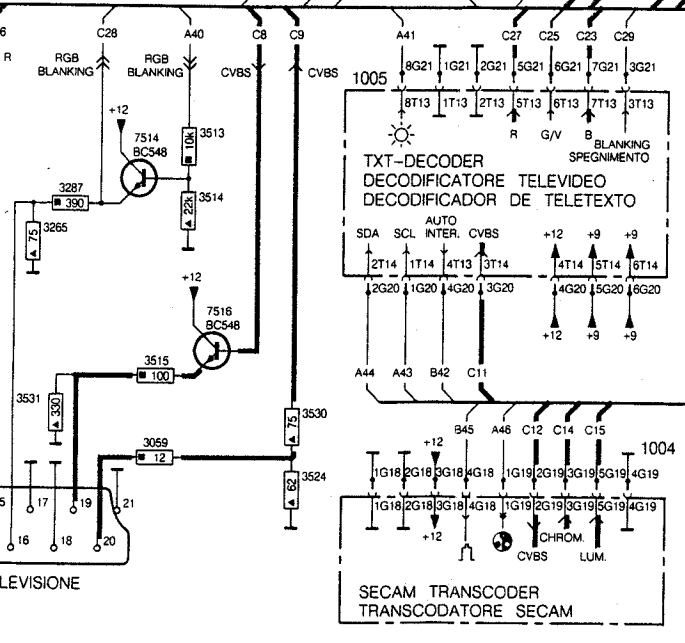 6 C28 A40 C8 C9 A41 C27 C25 C23 C29
R RGB BLANKING RGB BLANKING CVBS CVBS
8G21 1G21 2G21 5G21 6G21 7G21 3G21
1005
8T13 1T13 2T13 5T13 6T13 7T13 3T13
+12
7514
BC548
10k 3513
R G/V B BLANKING
SPEGNIMENTO
TXT-DECODER
DECODIFICATORE TELEVIDEO
DECODIFICADOR DE TELETEXTO
3287
390
22k 3514
75 3265
AUTO
SDA SCL INTER. CVBS +12 +9 +9
2T14 1T14 4T13 3T14 4T14 5T14 6T14
2G20 1G20 4G20 3G20 4G20 5G20 6G20
+12 +9 +9
+12
7516
BC548
3515
100
A44 A43 B42 C11
3531
330
75 3530
B45 A46 C12 C14 C15
3059
12
62 3524
+12 1004
1G18 2G18 3G18 4G18 1G19 2G19 3G19 5G19 4G19
1G18 2G18 3G18 4G18 1G19 2G19 3G19 5G19 4G19
+12 CHROM.
CVBS LUM.
5 17 19 21
16 18 20
LEVISIONE
SECAM TRANSCODER
TRANSCODATORE SECAM